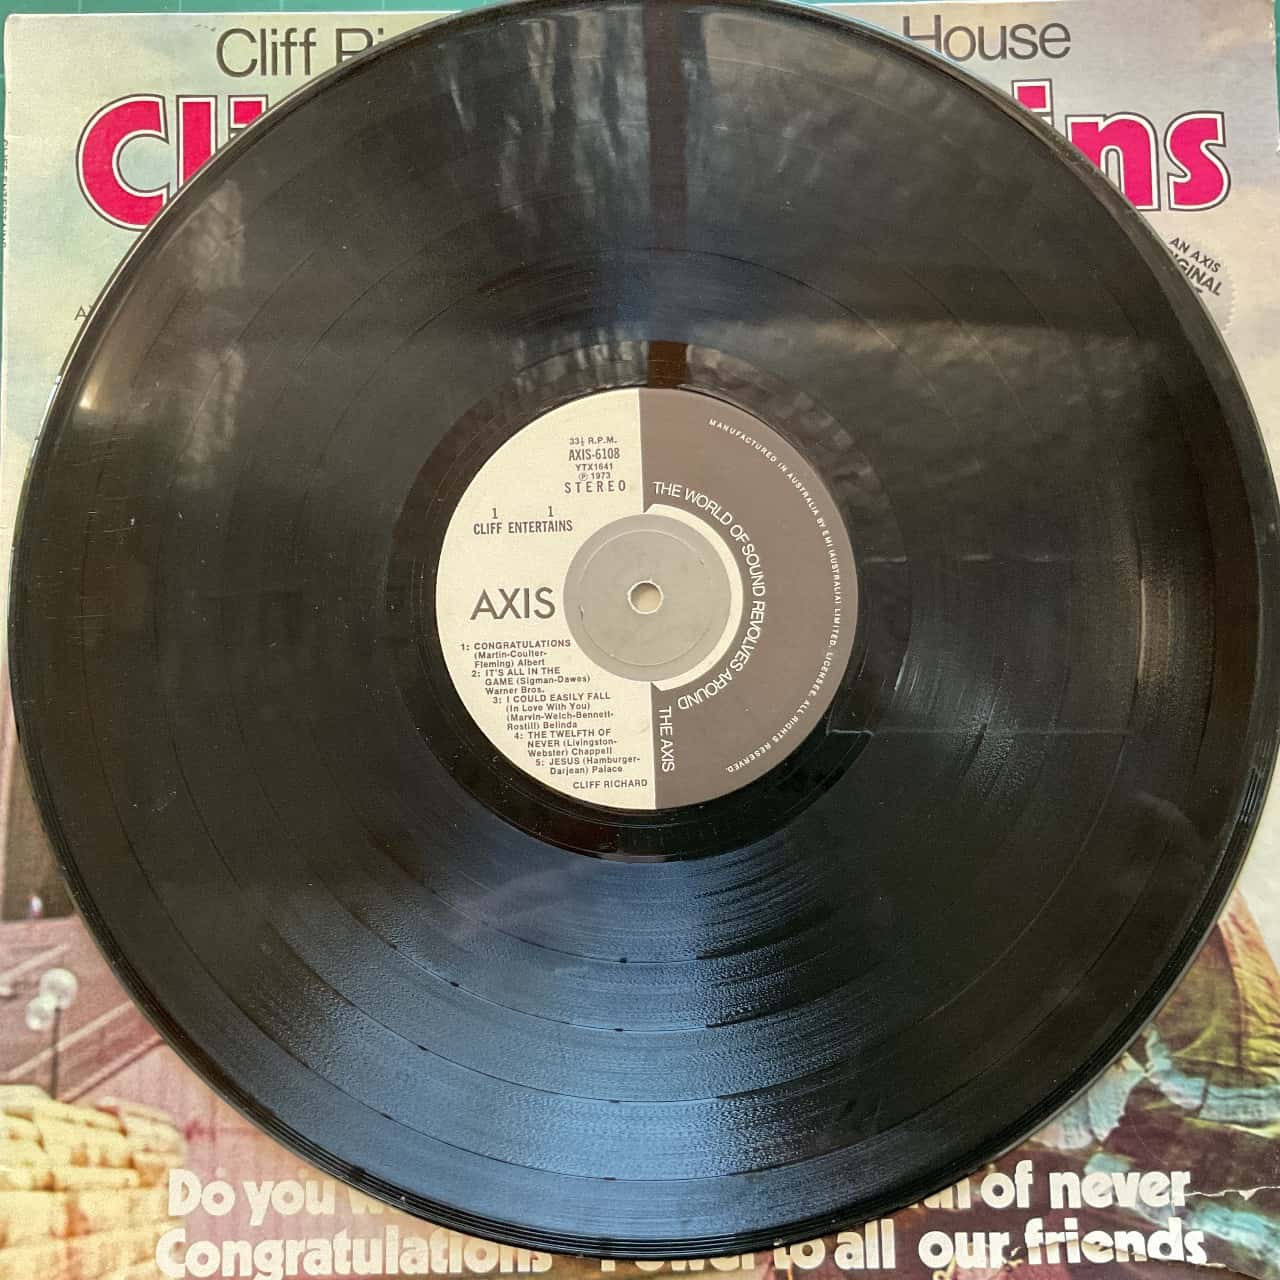 Cliff
House
ins
AN AXIS
33⅓ R.P.M.
AXIS-6108
YTX1641
Ⓟ 1973
STEREO
1 1
CLIFF ENTERTAINS
AXIS
1: CONGRATULATIONS
(Martin-Coulter-
Fleming) Albert
2: IT'S ALL IN THE
GAME (Sigman-Dawes)
Warner Bros.
3: I COULD EASILY FALL
(In Love With You)
(Marvin-Welch-Bennett-
Rostill) Belinda
4: THE TWELFTH OF
NEVER (Livingston-
Webster) Chappell
5: JESUS (Hamburger-
Darjean) Palace
CLIFF RICHARD
THE WORLD OF SOUND REVOLVES AROUND
THE AXIS
MANUFACTURED IN AUSTRALIA BY EMI (AUSTRALIA) LIMITED. LICENSEE. ALL RIGHTS RESERVED.
Do you of never
Congratulations to all our friends